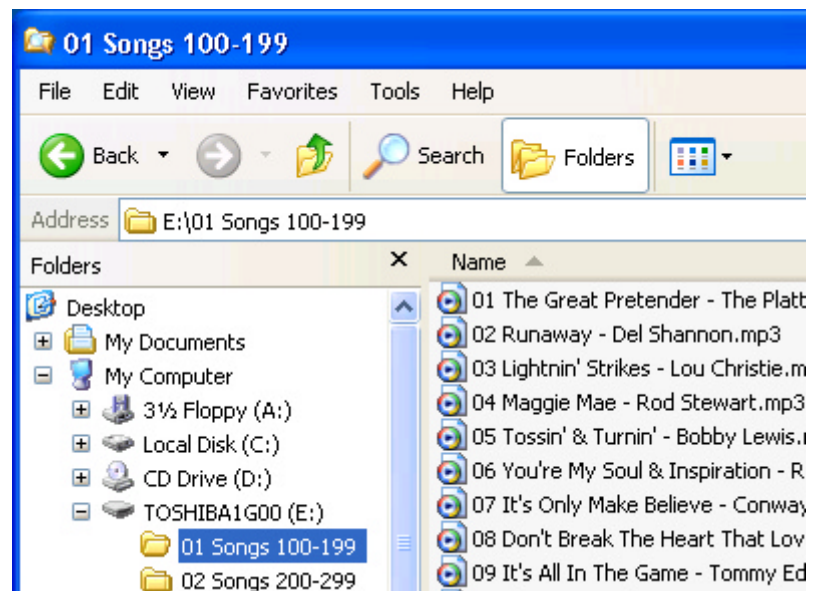 01 Songs 100-199
File Edit View Favorites Tools Help
Back Search Folders
Address E:\01 Songs 100-199
Folders X Name
Desktop
My Documents
My Computer
3½ Floppy (A:)
Local Disk (C:)
CD Drive (D:)
TOSHIBA1G00 (E:)
01 Songs 100-199
02 Songs 200-299
01 The Great Pretender - The Platt
02 Runaway - Del Shannon.mp3
03 Lightnin' Strikes - Lou Christie.m
04 Maggie Mae - Rod Stewart.mp3
05 Tossin' & Turnin' - Bobby Lewis.
06 You're My Soul & Inspiration - R
07 It's Only Make Believe - Conway
08 Don't Break The Heart That Lov
09 It's All In The Game - Tommy Ed